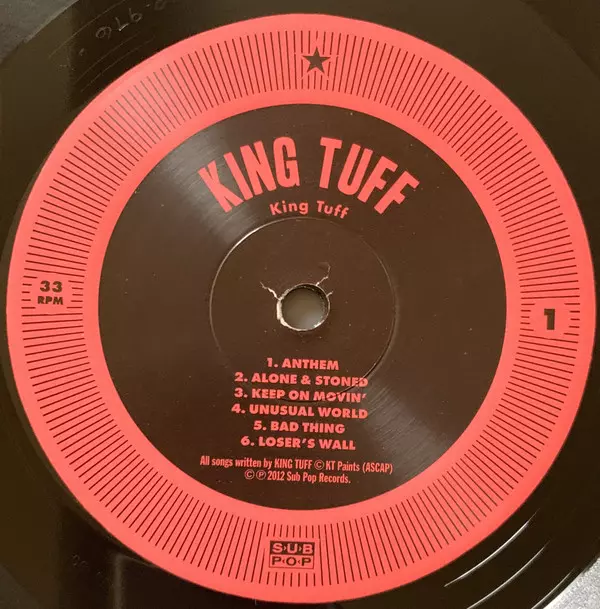 KING TUFF
King Tuff
33
RPM
1
1. ANTHEM
2. ALONE & STONED
3. KEEP ON MOVIN'
4. UNUSUAL WORLD
5. BAD THING
6. LOSER'S WALL
All songs written by KING TUFF © KT Paints (ASCAP)
© ℗ 2012 Sub Pop Records.
SUB
POP